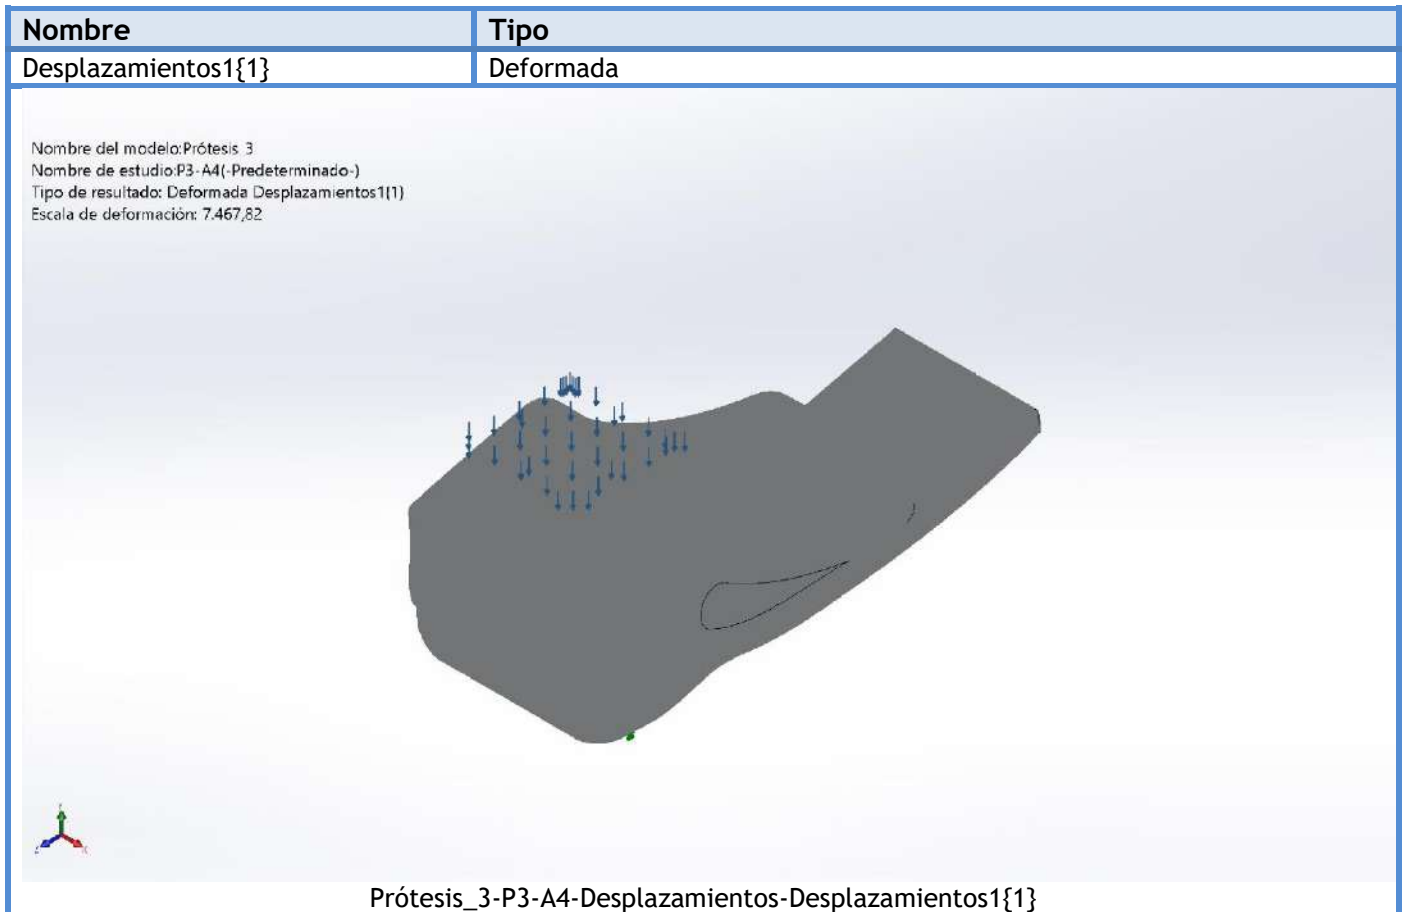 Nombre Tipo
Desplazamientos1{1} Deformada
Nombre del modelo:Prótesis 3
Nombre de estudio:P3-A4(-Predeterminado-)
Tipo de resultado: Deformada Desplazamientos1{1}
Escala de deformación: 7.467,82
Prótesis_3-P3-A4-Desplazamientos-Desplazamientos1{1}